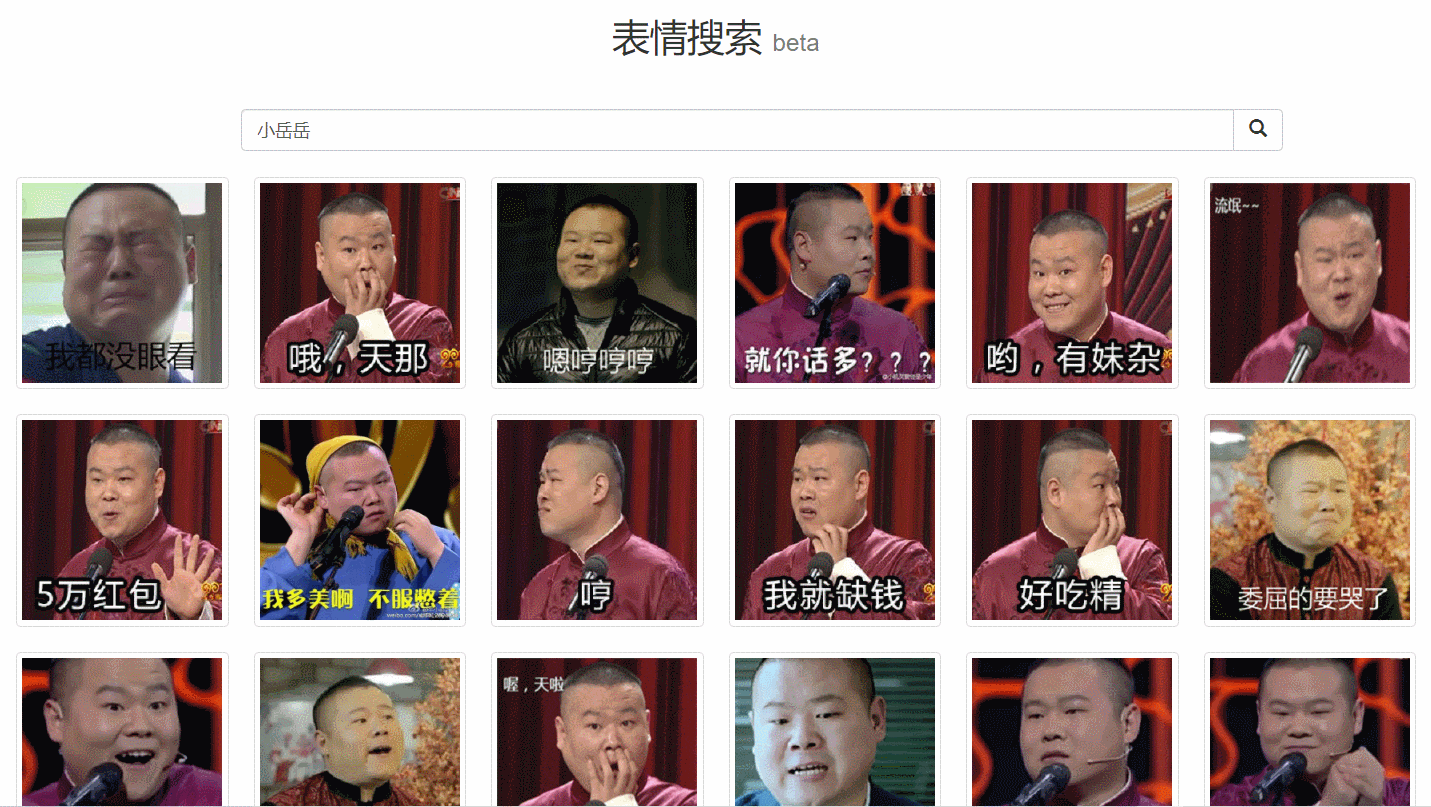 表情搜索 beta
小岳岳
我都没眼看
哦，天那
嗯哼哼哼
就你话多？？？
哟，有妹杂
流氓~~
5万红包
我多美啊 不服憋着
哼
我就缺钱
好吃精
委屈的要哭了
喔，天啦